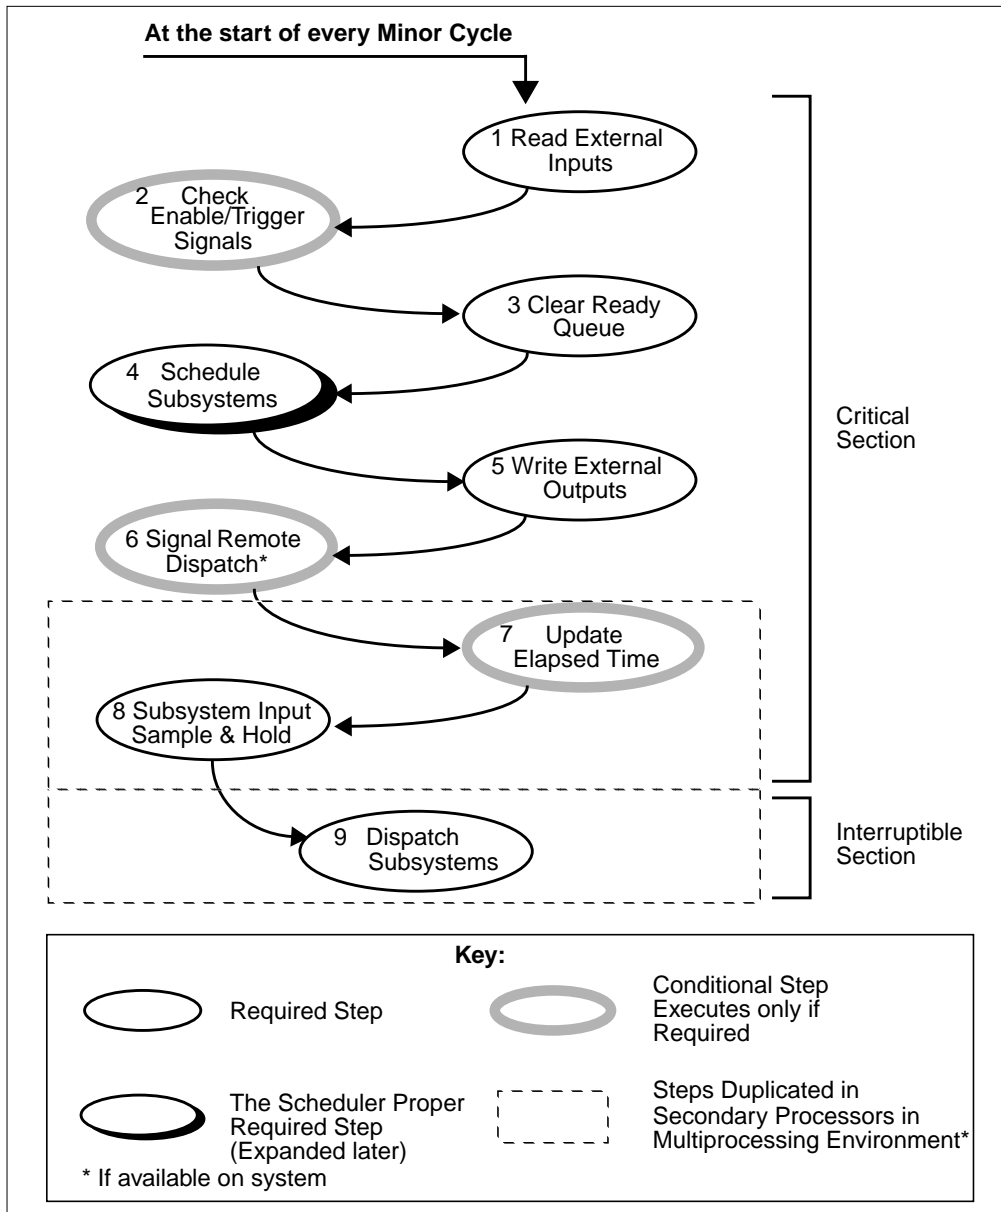 At the start of every Minor Cycle
1 Read External
Inputs
2 Check
Enable/Trigger
Signals
3 Clear Ready
Queue
4 Schedule
Subsystems
5 Write External
Outputs
6 Signal Remote
Dispatch*
7 Update
Elapsed Time
8 Subsystem Input
Sample & Hold
9 Dispatch
Subsystems
Critical
Section
Interruptible
Section
Key:
Required Step
Conditional Step
Executes only if
Required
The Scheduler Proper
Required Step
(Expanded later)
Steps Duplicated in
Secondary Processors in
Multiprocessing Environment*
* If available on system